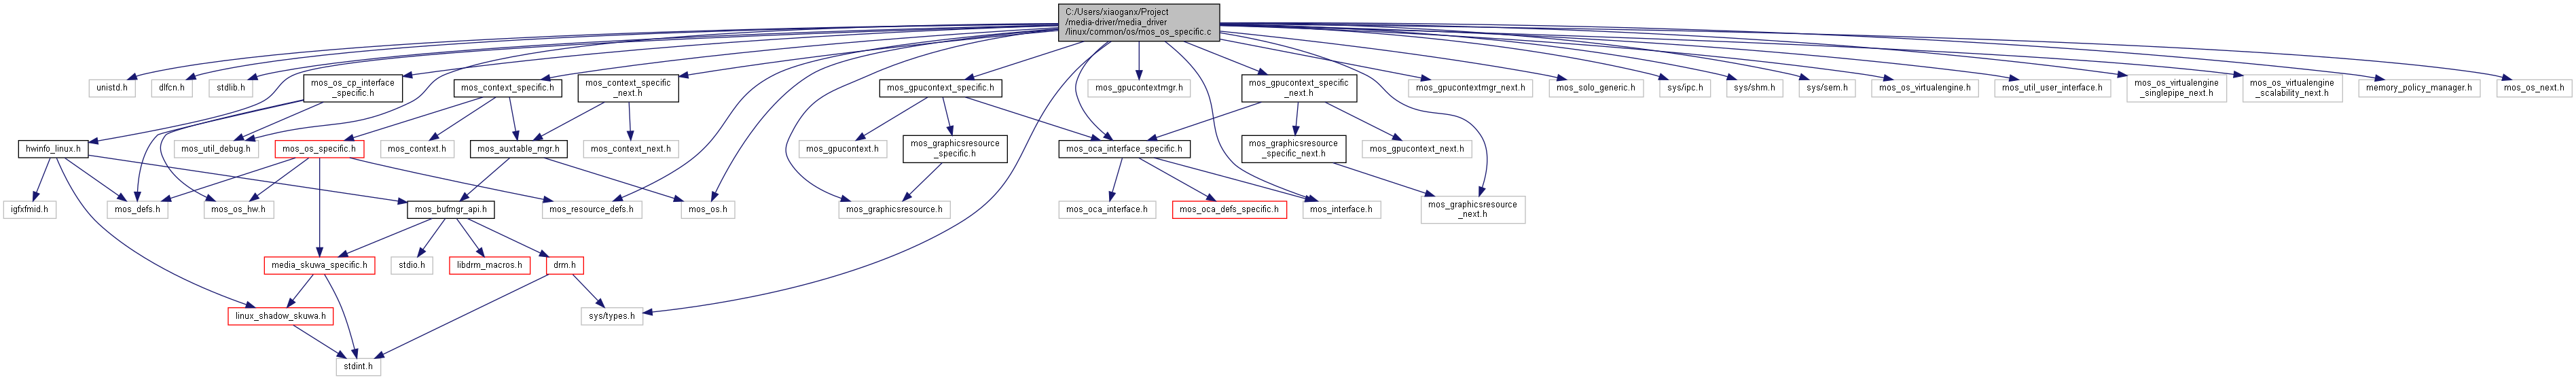 C:/Users/xiaoganx/Project
/media-driver/media_driver
/linux/common/os/mos_os_specific.c
unistd.h
dlfcn.h
stdlib.h
mos_os_cp_interface
_specific.h
mos_context_specific.h
mos_context_specific
_next.h
mos_gpucontext_specific.h
mos_gpucontextmgr.h
mos_gpucontext_specific
_next.h
mos_gpucontextmgr_next.h
mos_solo_generic.h
sys/ipc.h
sys/shm.h
sys/sem.h
mos_os_virtualengine.h
mos_util_user_interface.h
mos_os_virtualengine
_singlepipe_next.h
mos_os_virtualengine
_scalability_next.h
memory_policy_manager.h
mos_os_next.h
hwinfo_linux.h
mos_util_debug.h
mos_os_specific.h
mos_context.h
mos_auxtable_mgr.h
mos_context_next.h
mos_gpucontext.h
mos_graphicsresource
_specific.h
mos_oca_interface_specific.h
mos_graphicsresource
_specific_next.h
mos_gpucontext_next.h
igfxfmid.h
mos_defs.h
mos_os_hw.h
mos_bufmgr_api.h
mos_resource_defs.h
mos_os.h
mos_graphicsresource.h
mos_oca_interface.h
mos_oca_defs_specific.h
mos_interface.h
mos_graphicsresource
_next.h
media_skuwa_specific.h
stdio.h
libdrm_macros.h
drm.h
linux_shadow_skuwa.h
sys/types.h
stdint.h